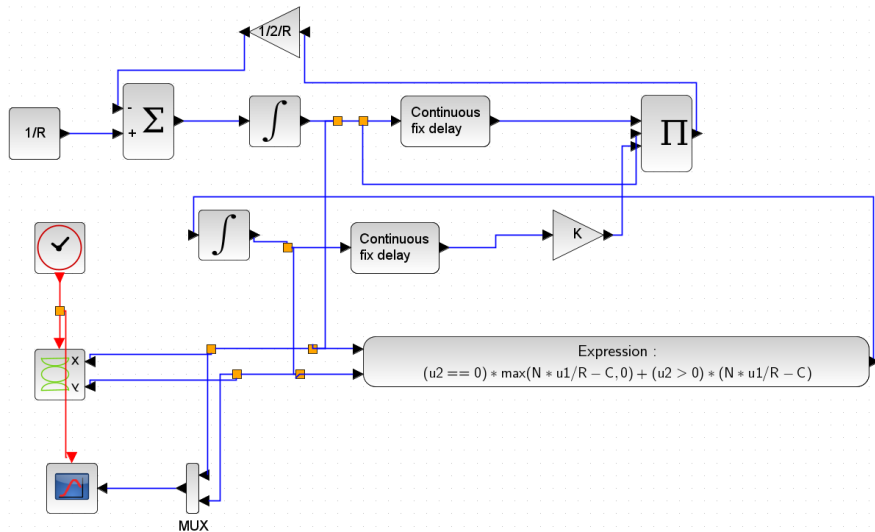 1/2/R
1/R
-
+
Σ
∫
Continuous
fix delay
Π
∫
Continuous
fix delay
K
X
Y
Expression :
(u2 == 0) * max(N * u1/R − C, 0) + (u2 > 0) * (N * u1/R − C)
MUX